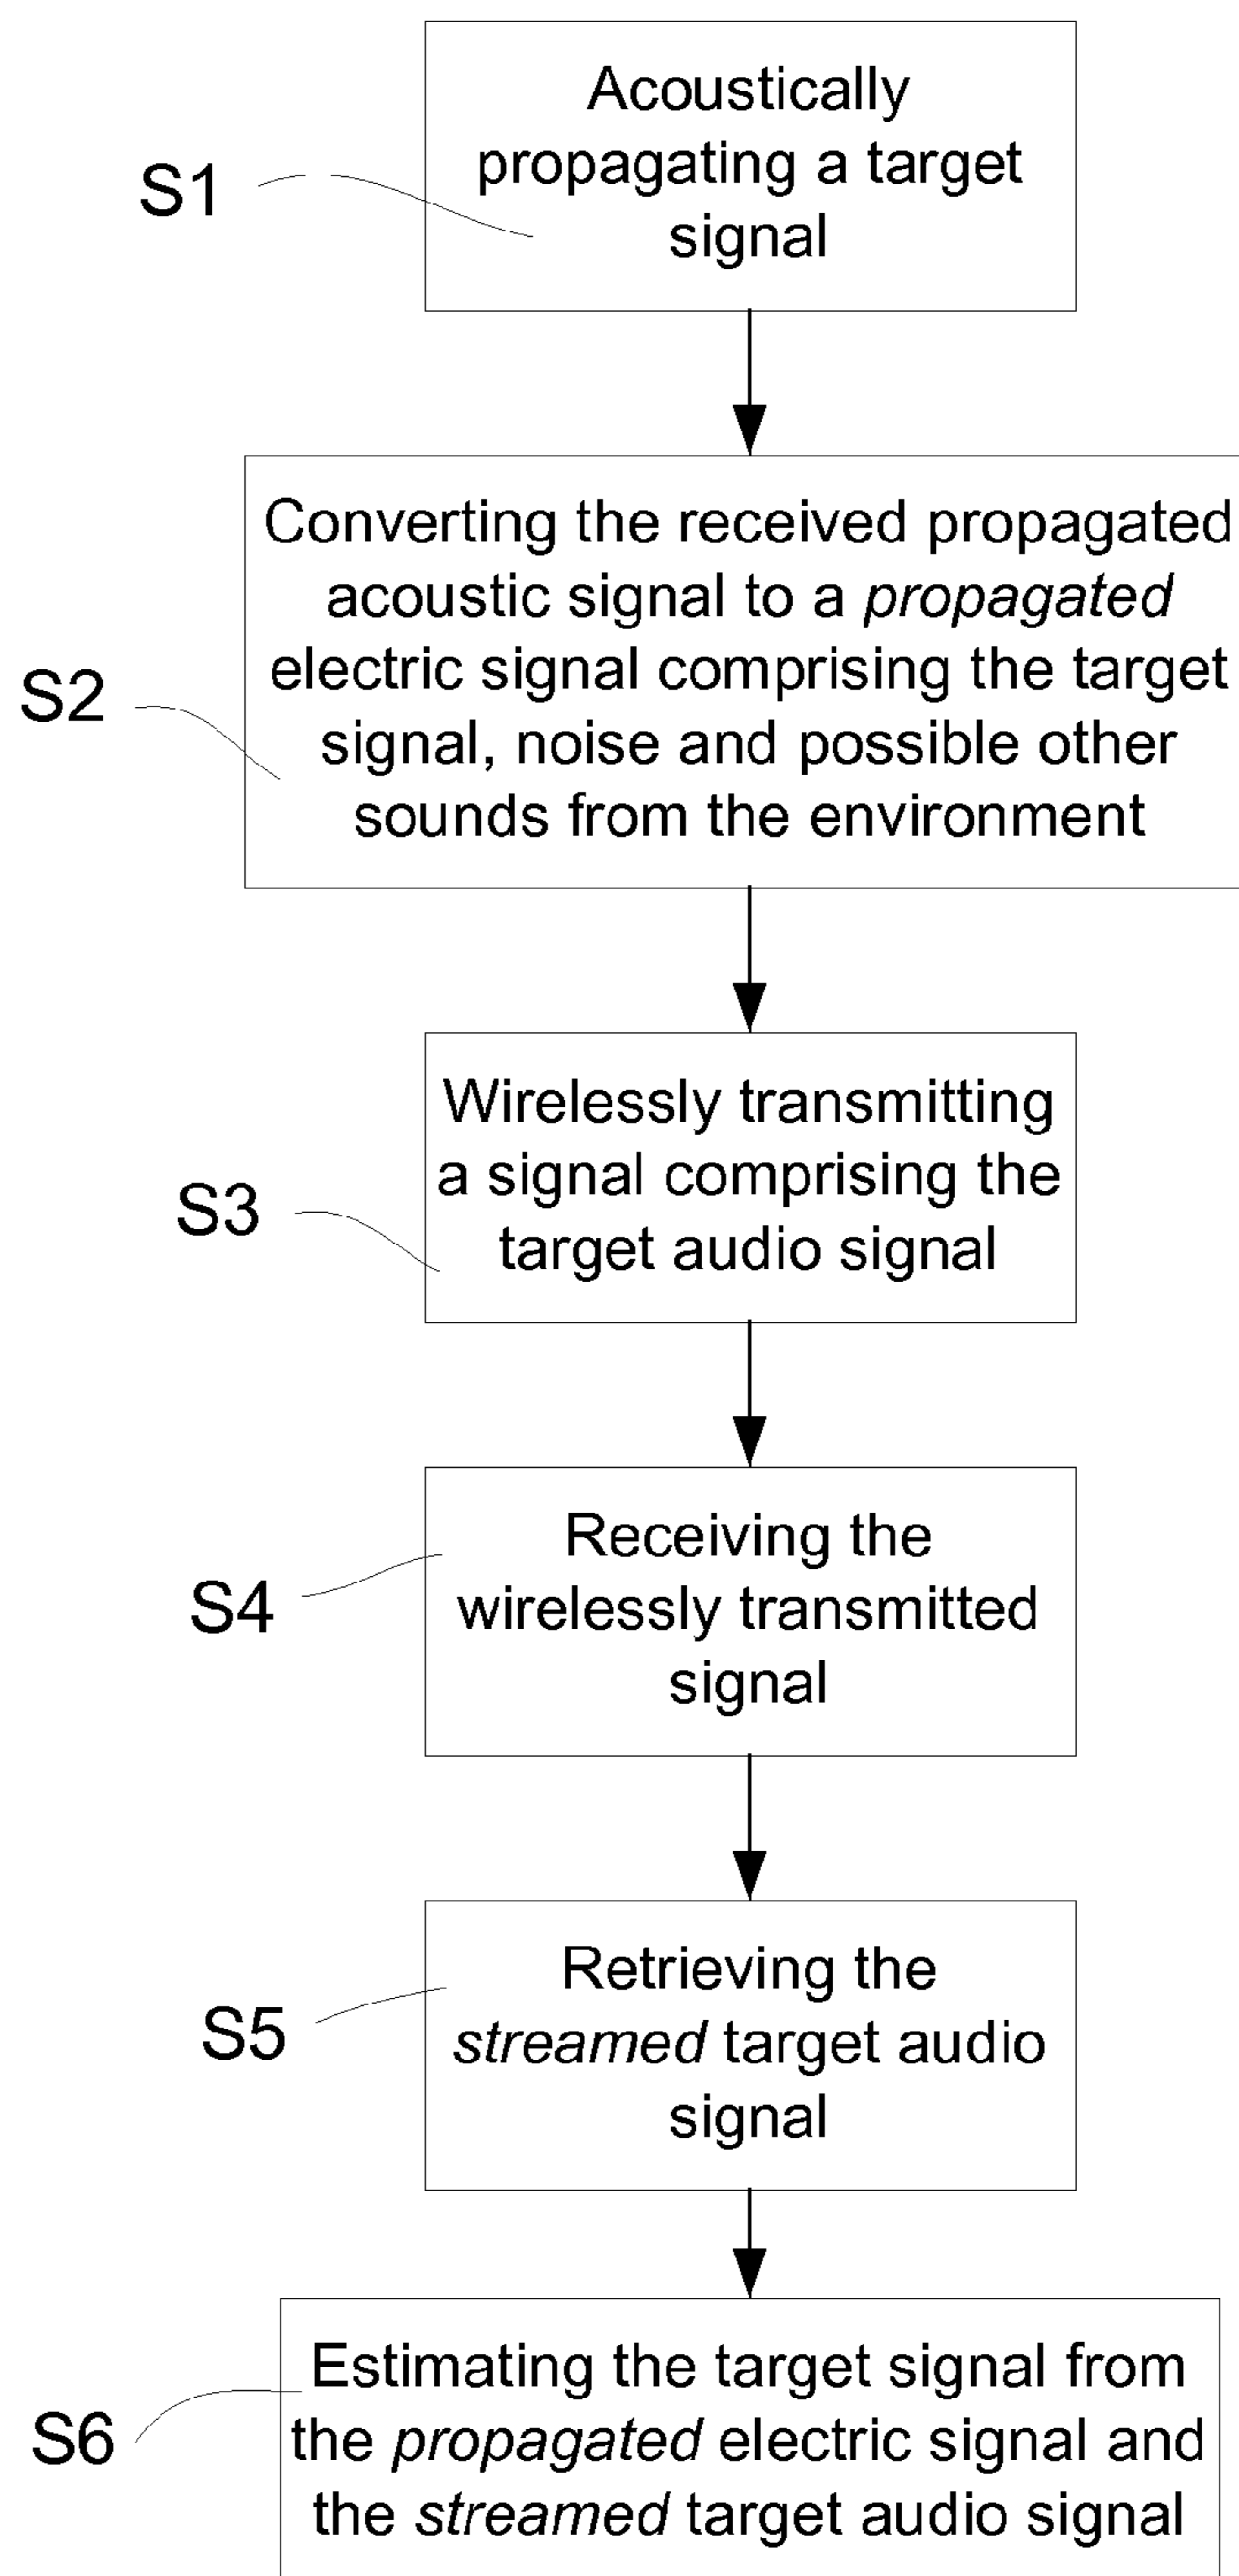 Acoustically
propagating a target
signal
S1
Converting the received propagated
acoustic signal to a propagated
electric signal comprising the target
signal, noise and possible other
sounds from the environment
S2
Wirelessly transmitting
a signal comprising the
target audio signal
S3
Receiving the
wirelessly transmitted
signal
S4
Retrieving the
streamed target audio
signal
S5
Estimating the target signal from
the propagated electric signal and
the streamed target audio signal
S6